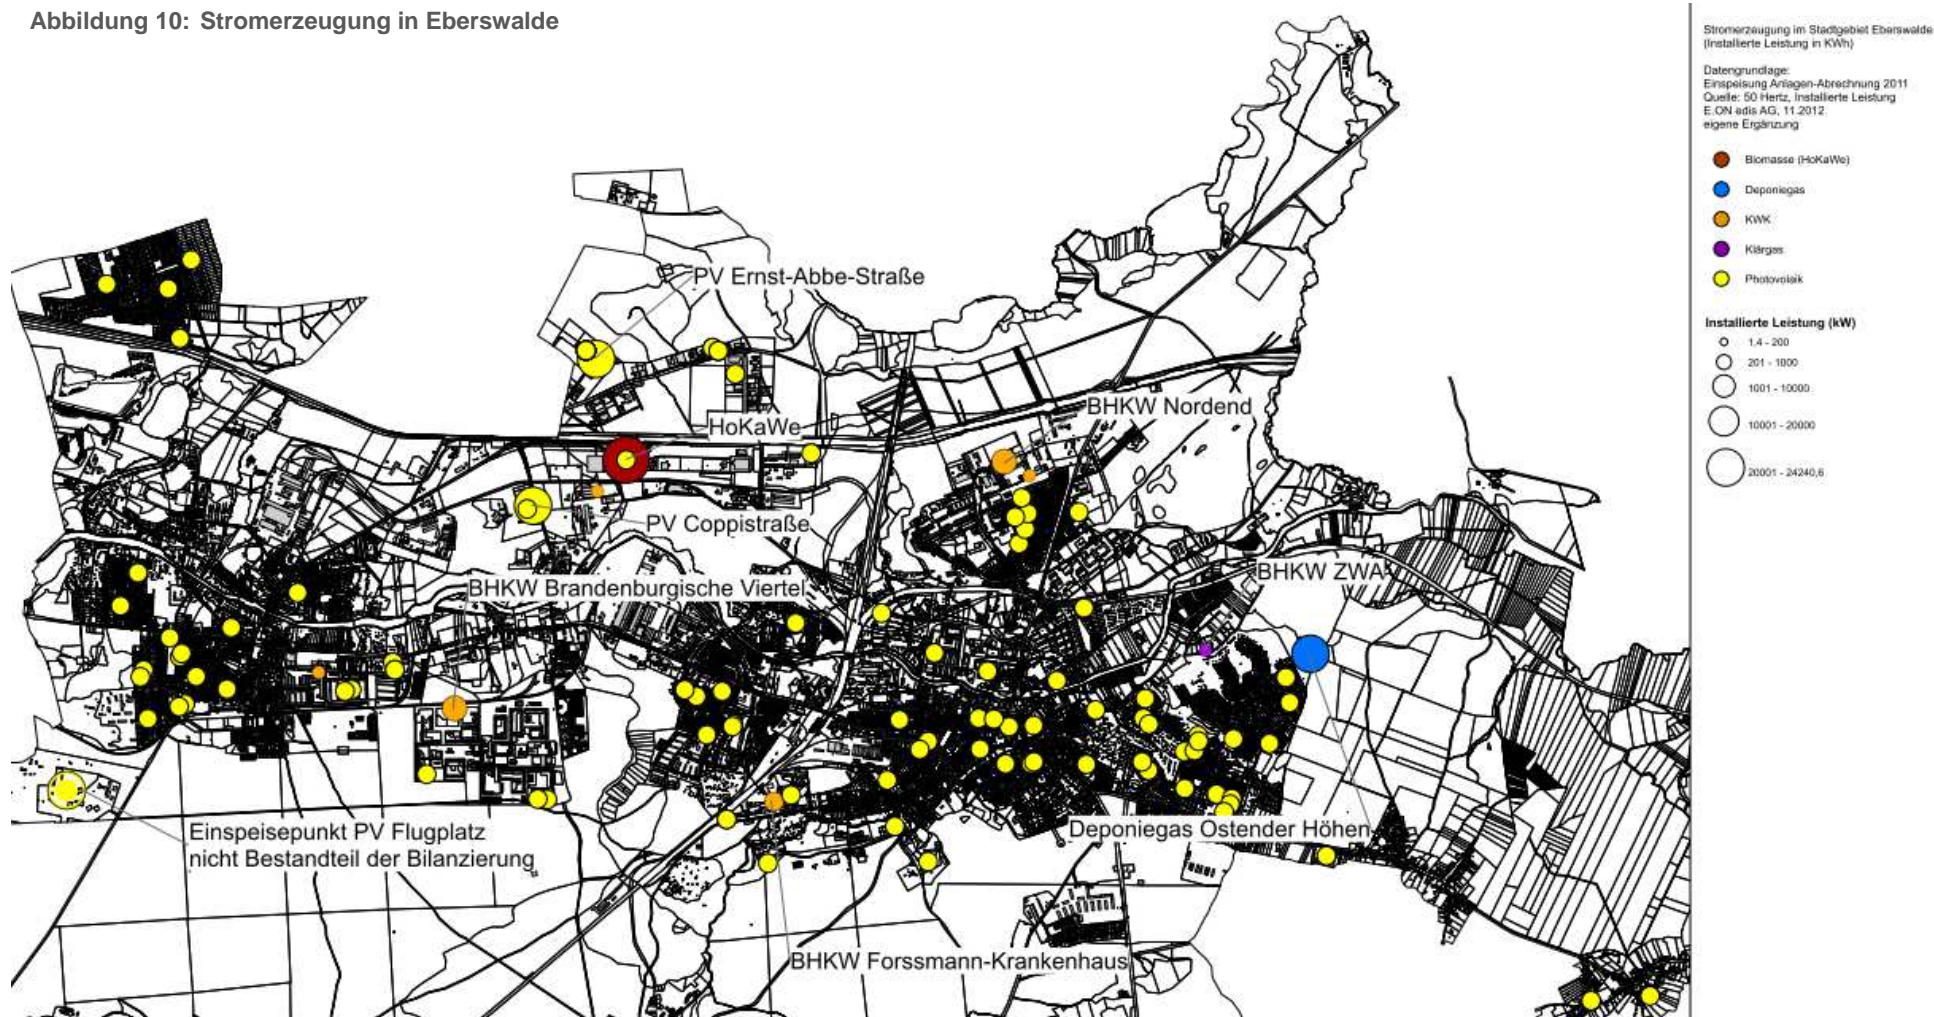 Abbildung 10: Stromerzeugung in Eberswalde
Stromerzeugung im Stadtgebiet Eberswalde
(Installierte Leistung in KWh)
Datengrundlage:
Einspeisung Anlagen-Abrechnung 2011
Quelle: 50 Hertz, Installierte Leistung
E.ON edis AG, 11.2012
eigene Ergänzung
Biomasse (HoKaWe)
Deponiegas
KWK
Klärgas
Photovolaik
Installierte Leistung (kW)
1,4 - 200
201 - 1000
1001 - 10000
10001 - 20000
20001 - 24240,6
PV Ernst-Abbe-Straße
BHKW Nordend
HoKaWe
PV Coppistraße
BHKW ZWA
BHKW Brandenburgische Viertel
Einspeisepunkt PV Flugplatz
nicht Bestandteil der Bilanzierung
Deponiegas Ostender Höhen
BHKW Forssmann-Krankenhaus